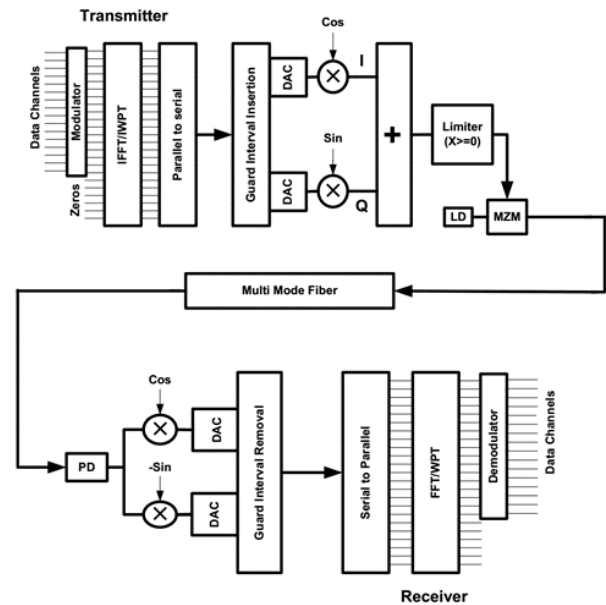 Transmitter
Data Channels
Zeros
Modulator
IFFT/IWPT
Parallel to serial
Guard Interval Insertion
DAC
DAC
Cos
×
I
Sin
×
Q
+
Limiter
(X>=0)
LD
MZM
Multi Mode Fiber
PD
Cos
×
-Sin
×
DAC
DAC
Guard Interval Removal
Serial to Parallel
FFT/WPT
Demodulator
Data Channels
Receiver